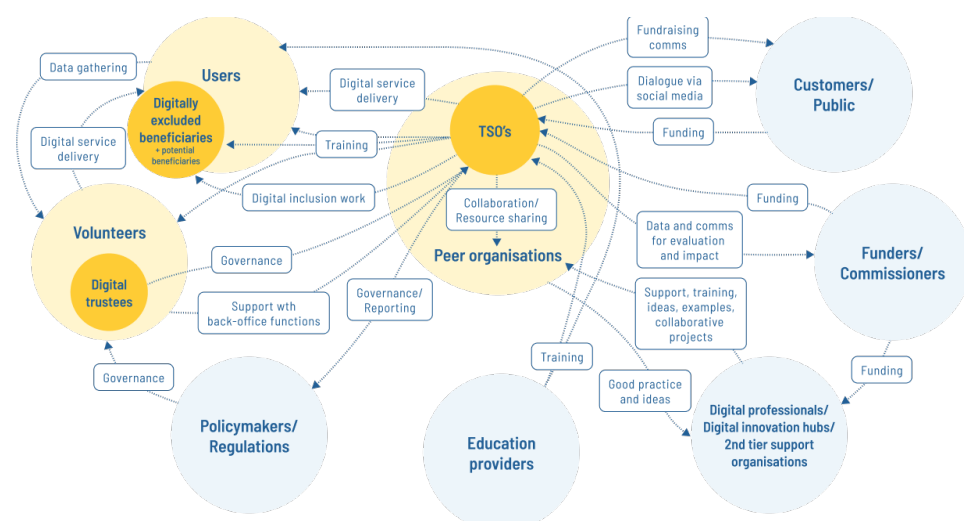 Fundraising
comms
Data gathering
Users
Digital service
delivery
Dialogue via
social media
Customers/
Public
Digitally
excluded
beneficiaries
+ potential
beneficiaries
TSO's
Digital service
delivery
Training
Funding
Digital inclusion work
Collaboration/
Resource sharing
Funding
Volunteers
Data and comms
for evaluation
and impact
Peer organisations
Governance
Funders/
Commissioners
Digital
trustees
Support wth
back-office functions
Governance/
Reporting
Support, training,
ideas, examples,
collaborative
projects
Governance
Training
Funding
Good practice
and ideas
Policymakers/
Regulations
Education
providers
Digital professionals/
Digital innovation hubs/
2nd tier support
organisations